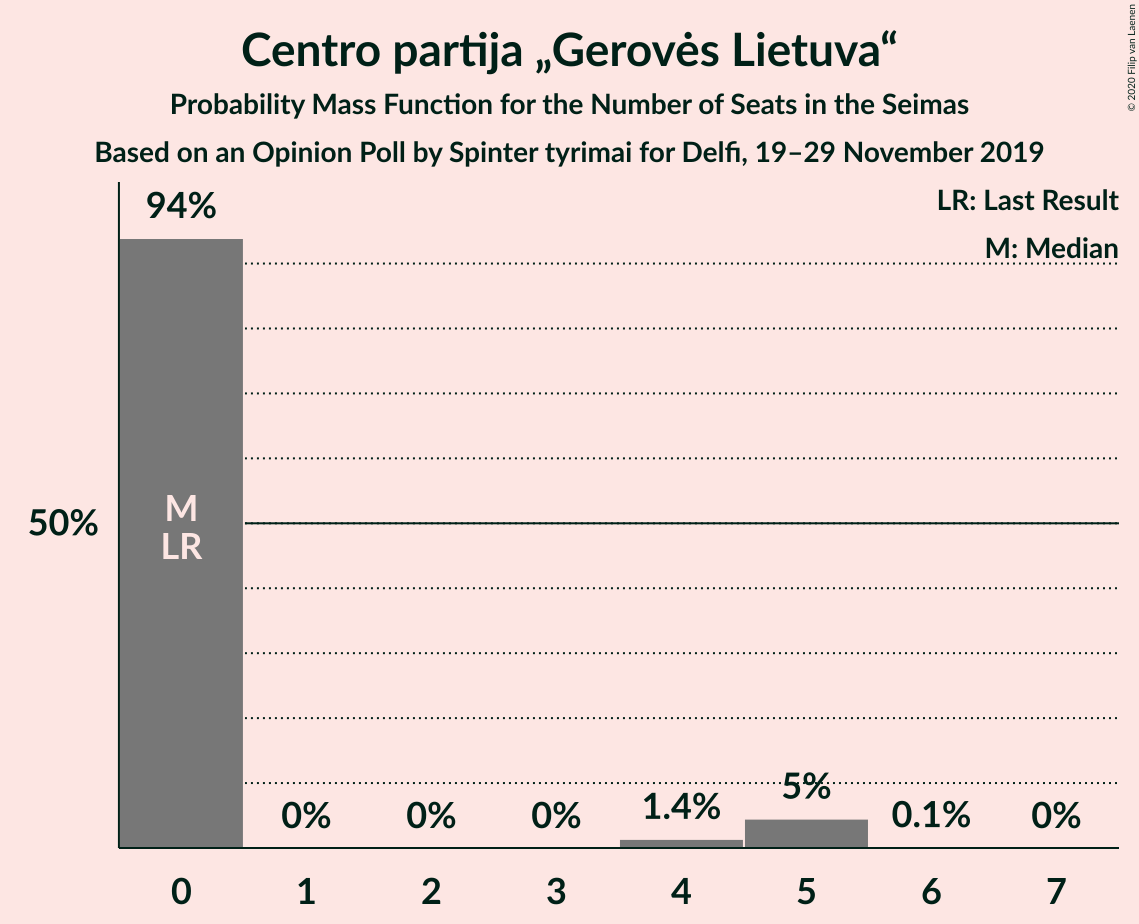 Centro partija „Gerovės Lietuva“
Probability Mass Function for the Number of Seats in the Seimas
Based on an Opinion Poll by Spinter tyrimai for Delfi, 19–29 November 2019
© 2020 Filip van Laenen
LR: Last Result
M: Median
94%
M
LR
50%
0%
0%
0%
1.4%
5%
0.1%
0%
0
1
2
3
4
5
6
7